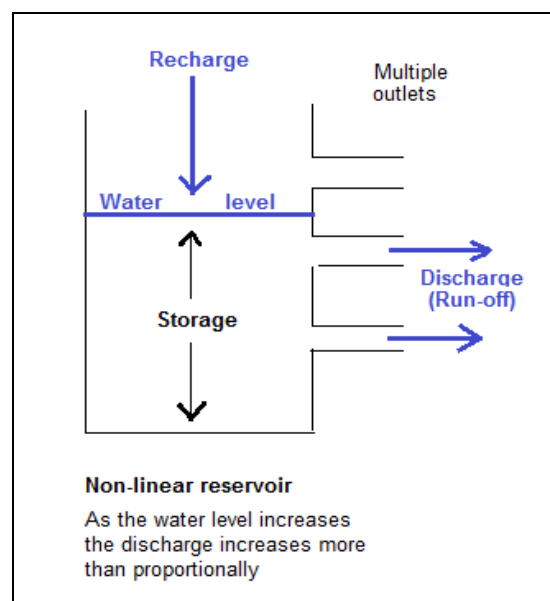 Recharge
Multiple
outlets
Water level
Discharge
(Run-off)
Storage
Non-linear reservoir
As the water level increases
the discharge increases more
than proportionally